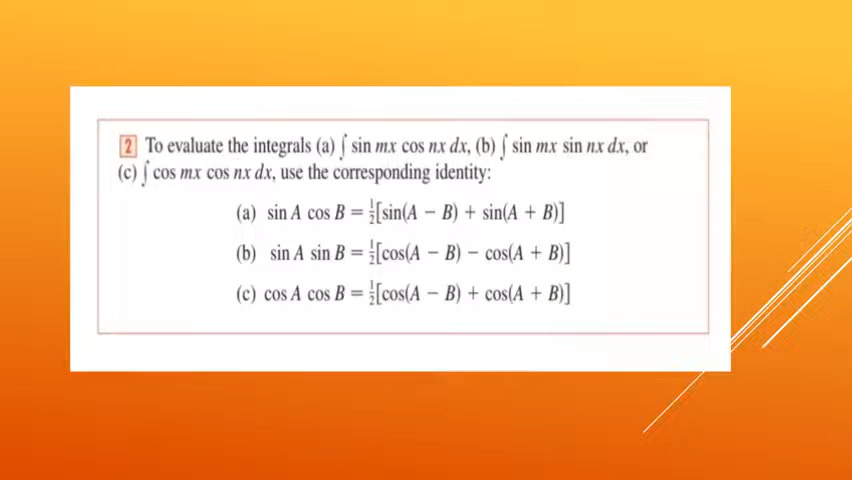 2 To evaluate the integrals (a) ∫ sin mx cos nx dx, (b) ∫ sin mx sin nx dx, or
(c) ∫ cos mx cos nx dx, use the corresponding identity:
(a) sin A cos B = ½[sin(A − B) + sin(A + B)]
(b) sin A sin B = ½[cos(A − B) − cos(A + B)]
(c) cos A cos B = ½[cos(A − B) + cos(A + B)]